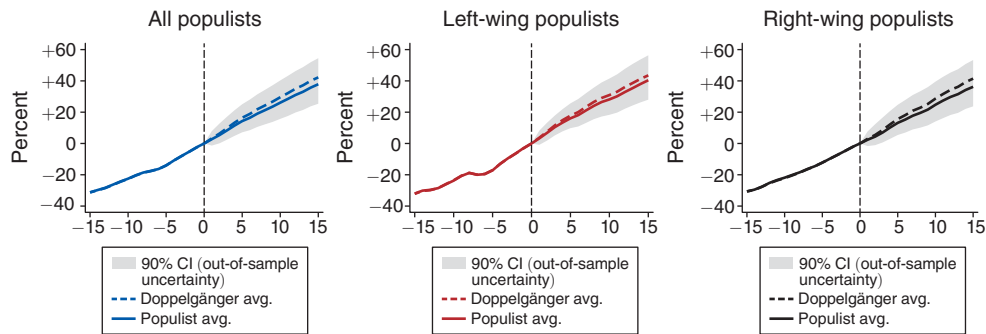 All populists
Percent
+60
+40
+20
0
−20
−40
−15 −10 −5 0 5 10 15
90% CI (out-of-sample
uncertainty)
Doppelgänger avg.
Populist avg.
Left-wing populists
Percent
+60
+40
+20
0
−20
−40
−15 −10 −5 0 5 10 15
90% CI (out-of-sample
uncertainty)
Doppelgänger avg.
Populist avg.
Right-wing populists
Percent
+60
+40
+20
0
−20
−40
−15 −10 −5 0 5 10 15
90% CI (out-of-sample
uncertainty)
Doppelgänger avg.
Populist avg.